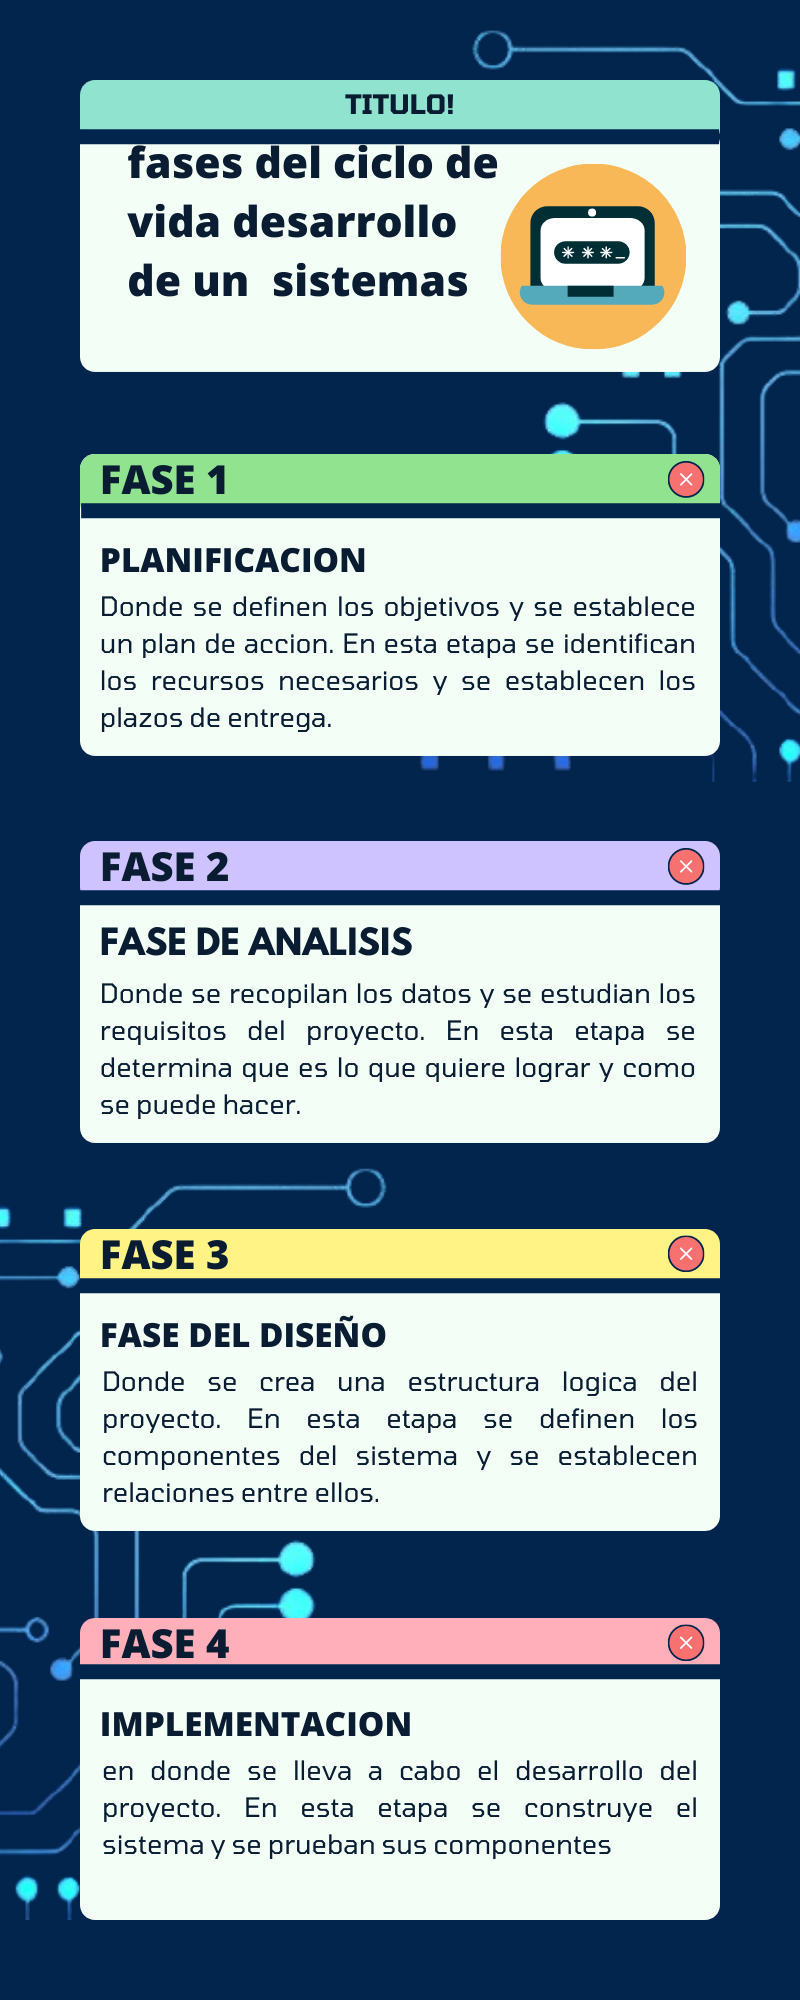 TITULO!
fases del ciclo de
vida desarrollo
de un sistemas
***_
FASE 1
PLANIFICACION
Donde se definen los objetivos y se establece
un plan de accion. En esta etapa se identifican
los recursos necesarios y se establecen los
plazos de entrega.
FASE 2
FASE DE ANALISIS
Donde se recopilan los datos y se estudian los
requisitos del proyecto. En esta etapa se
determina que es lo que quiere lograr y como
se puede hacer.
FASE 3
FASE DEL DISEÑO
Donde se crea una estructura logica del
proyecto. En esta etapa se definen los
componentes del sistema y se establecen
relaciones entre ellos.
FASE 4
IMPLEMENTACION
en donde se lleva a cabo el desarrollo del
proyecto. En esta etapa se construye el
sistema y se prueban sus componentes